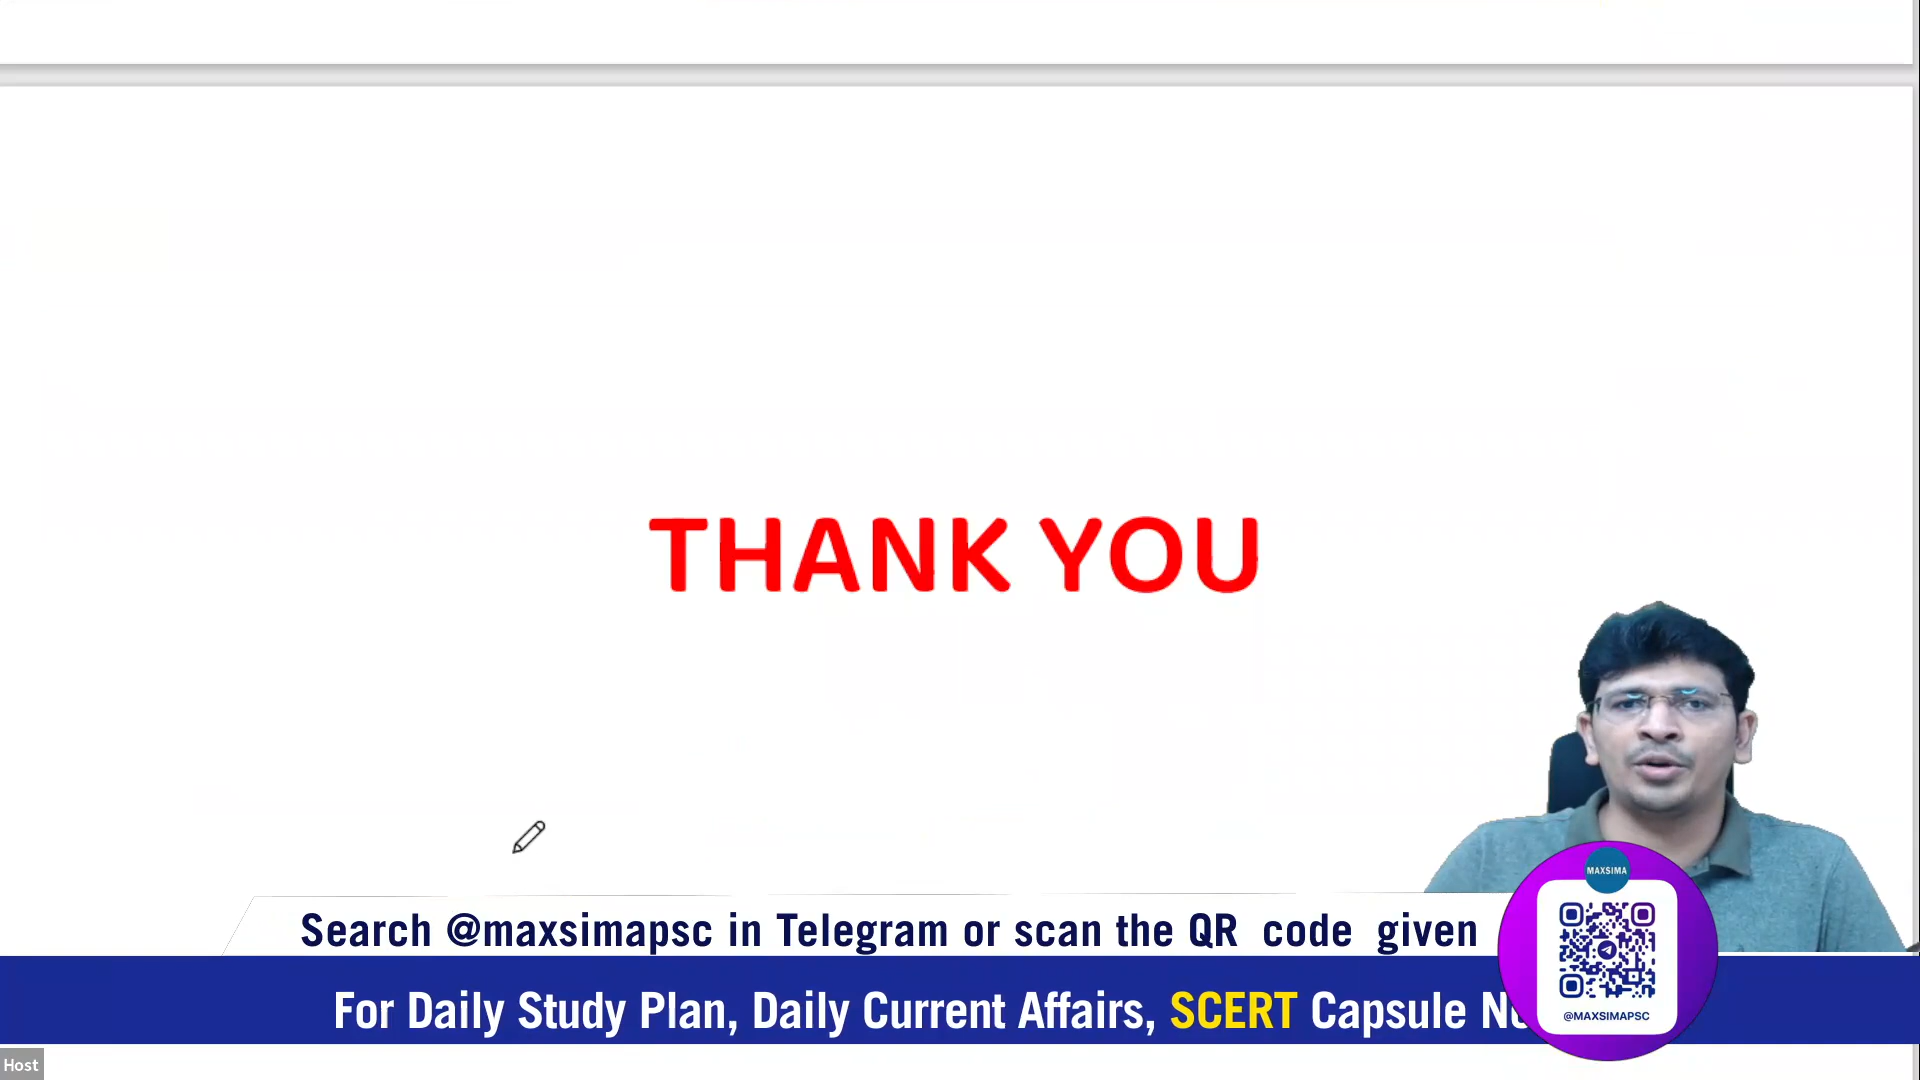 THANK YOU
MAXSIMA
Search @maxsimapsc in Telegram or scan the QR code given
For Daily Study Plan, Daily Current Affairs, SCERT Capsule
@MAXSIMAPSC
Host